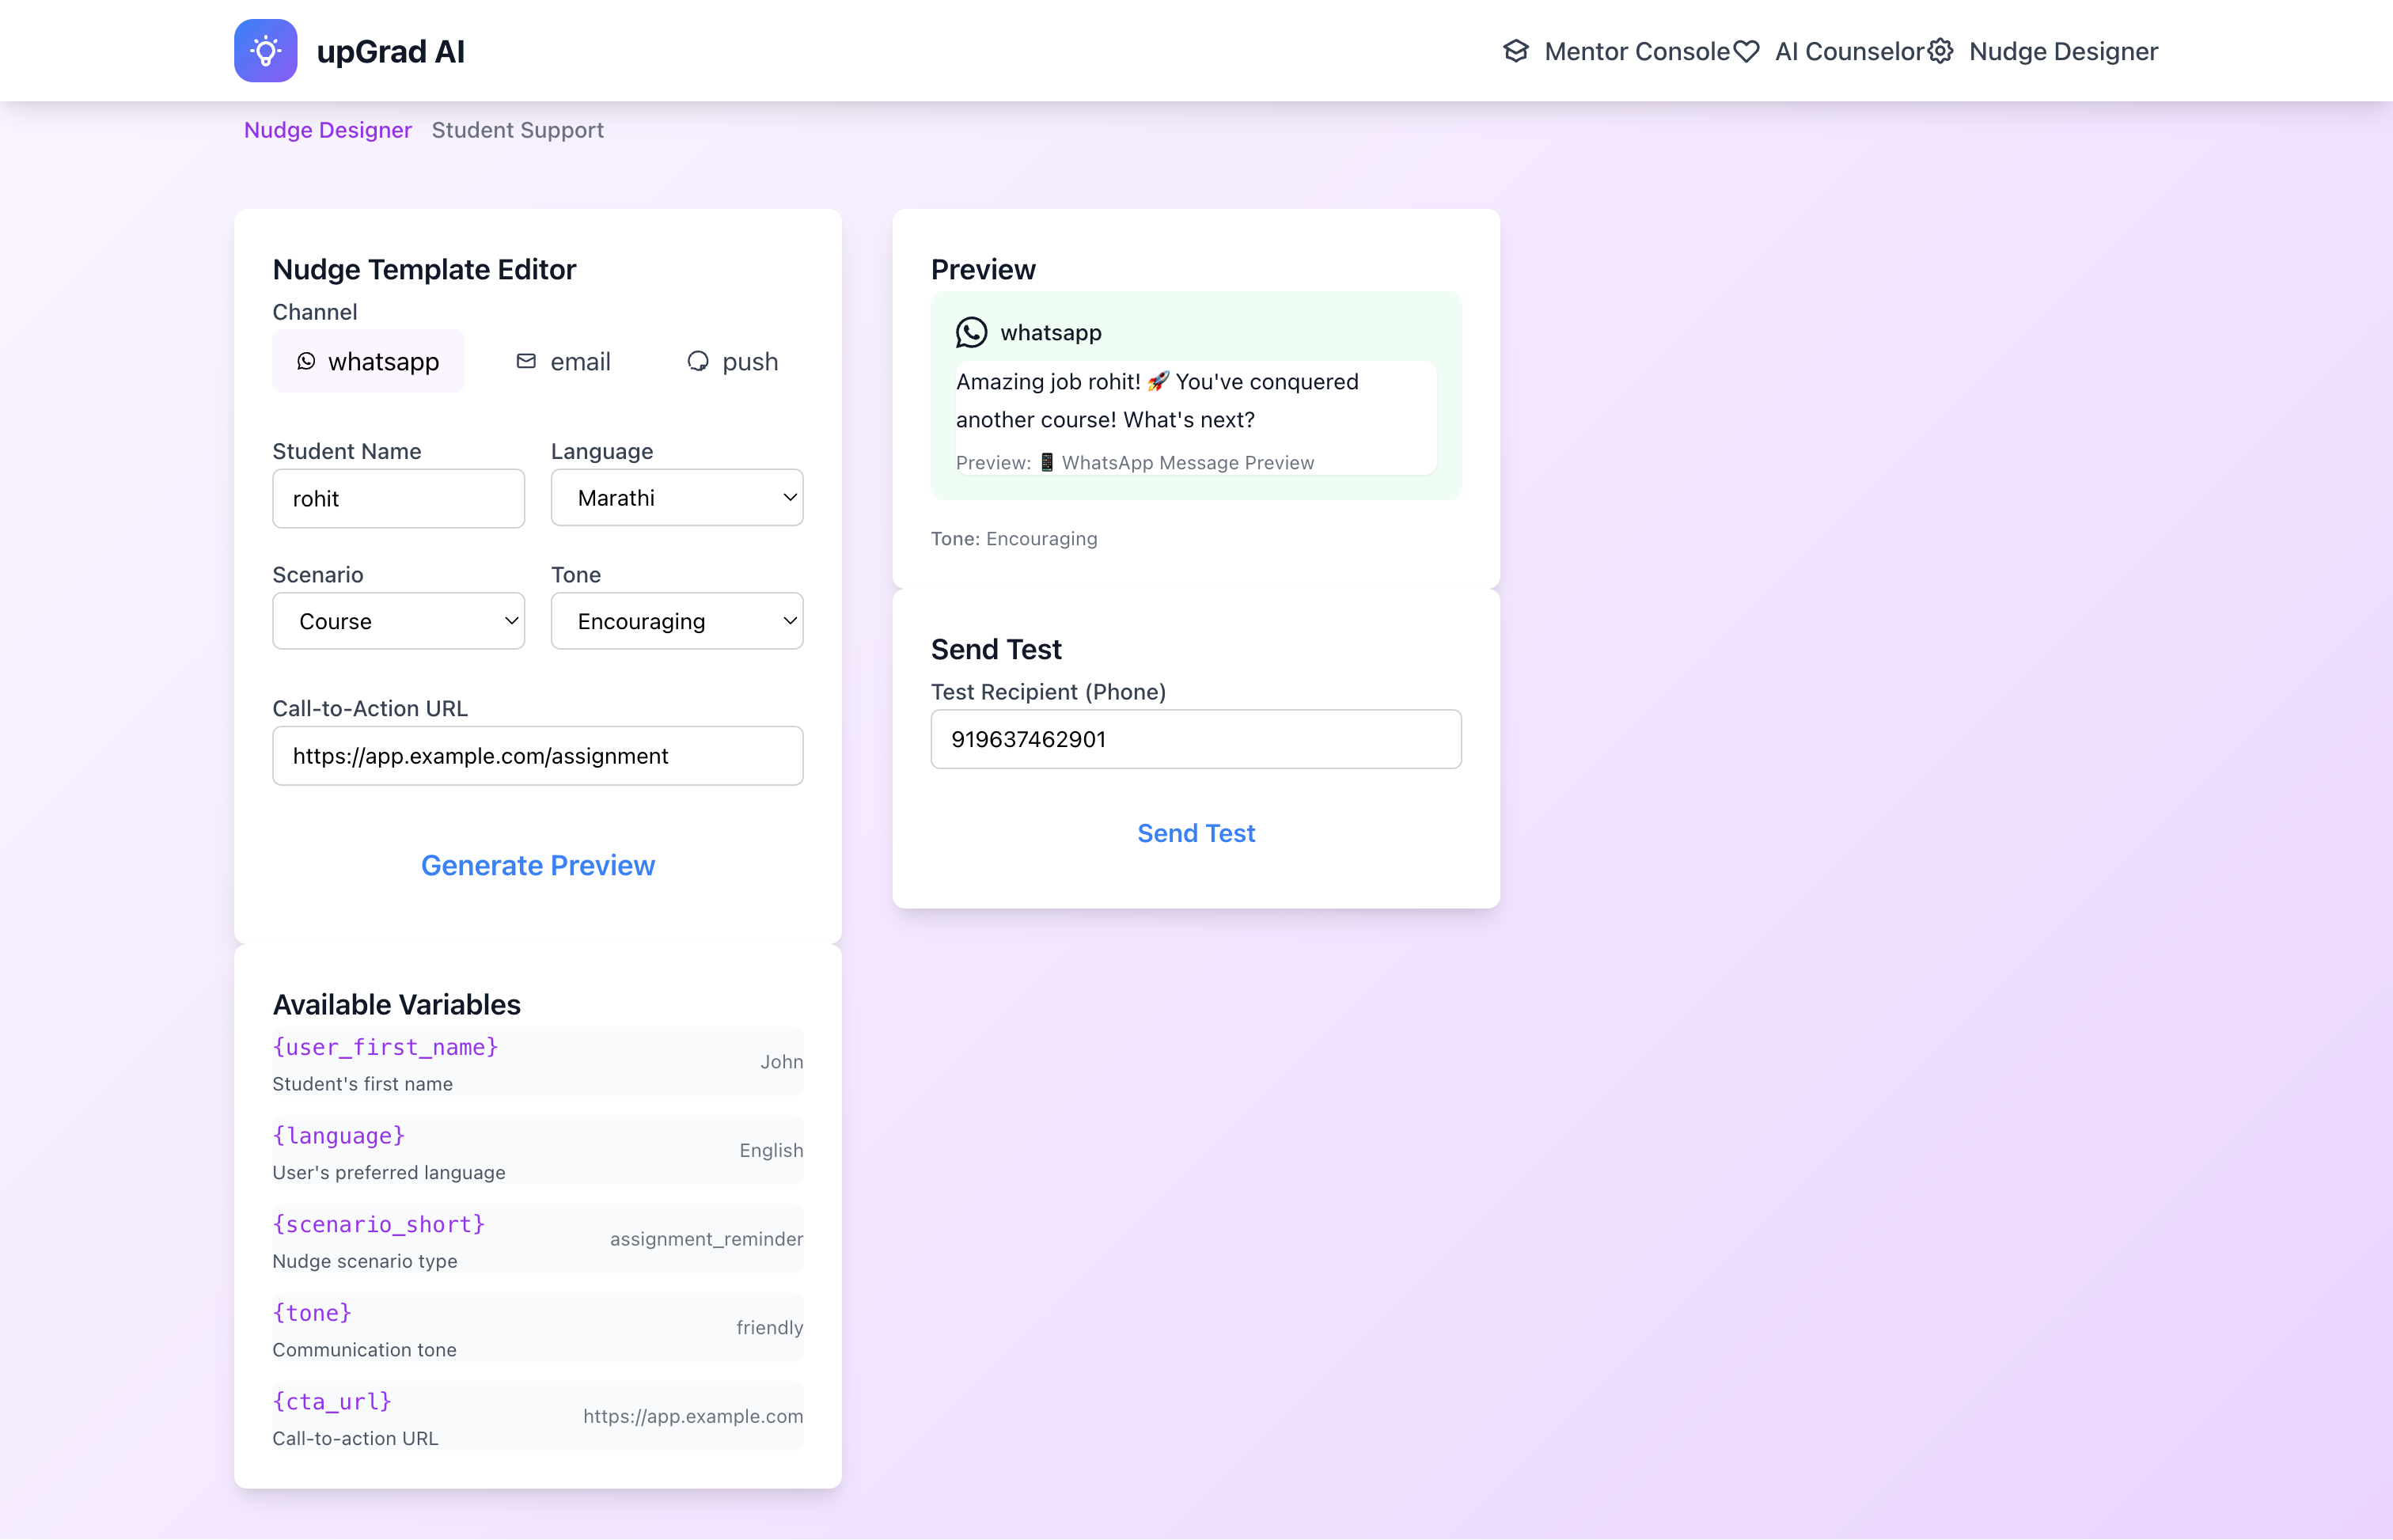 upGrad AI
Mentor Console
AI Counselor
Nudge Designer
Nudge Designer
Student Support
Nudge Template Editor
Channel
whatsapp
email
push
Student Name
Language
rohit
Marathi
Scenario
Tone
Course
Encouraging
Call-to-Action URL
https://app.example.com/assignment
Generate Preview
Available Variables
{user_first_name}
Student's first name
John
{language}
User's preferred language
English
{scenario_short}
Nudge scenario type
assignment_reminder
{tone}
Communication tone
friendly
{cta_url}
Call-to-action URL
https://app.example.com
Preview
whatsapp
Amazing job rohit! 🚀 You've conquered
another course! What's next?
Preview: 📱 WhatsApp Message Preview
Tone: Encouraging
Send Test
Test Recipient (Phone)
919637462901
Send Test